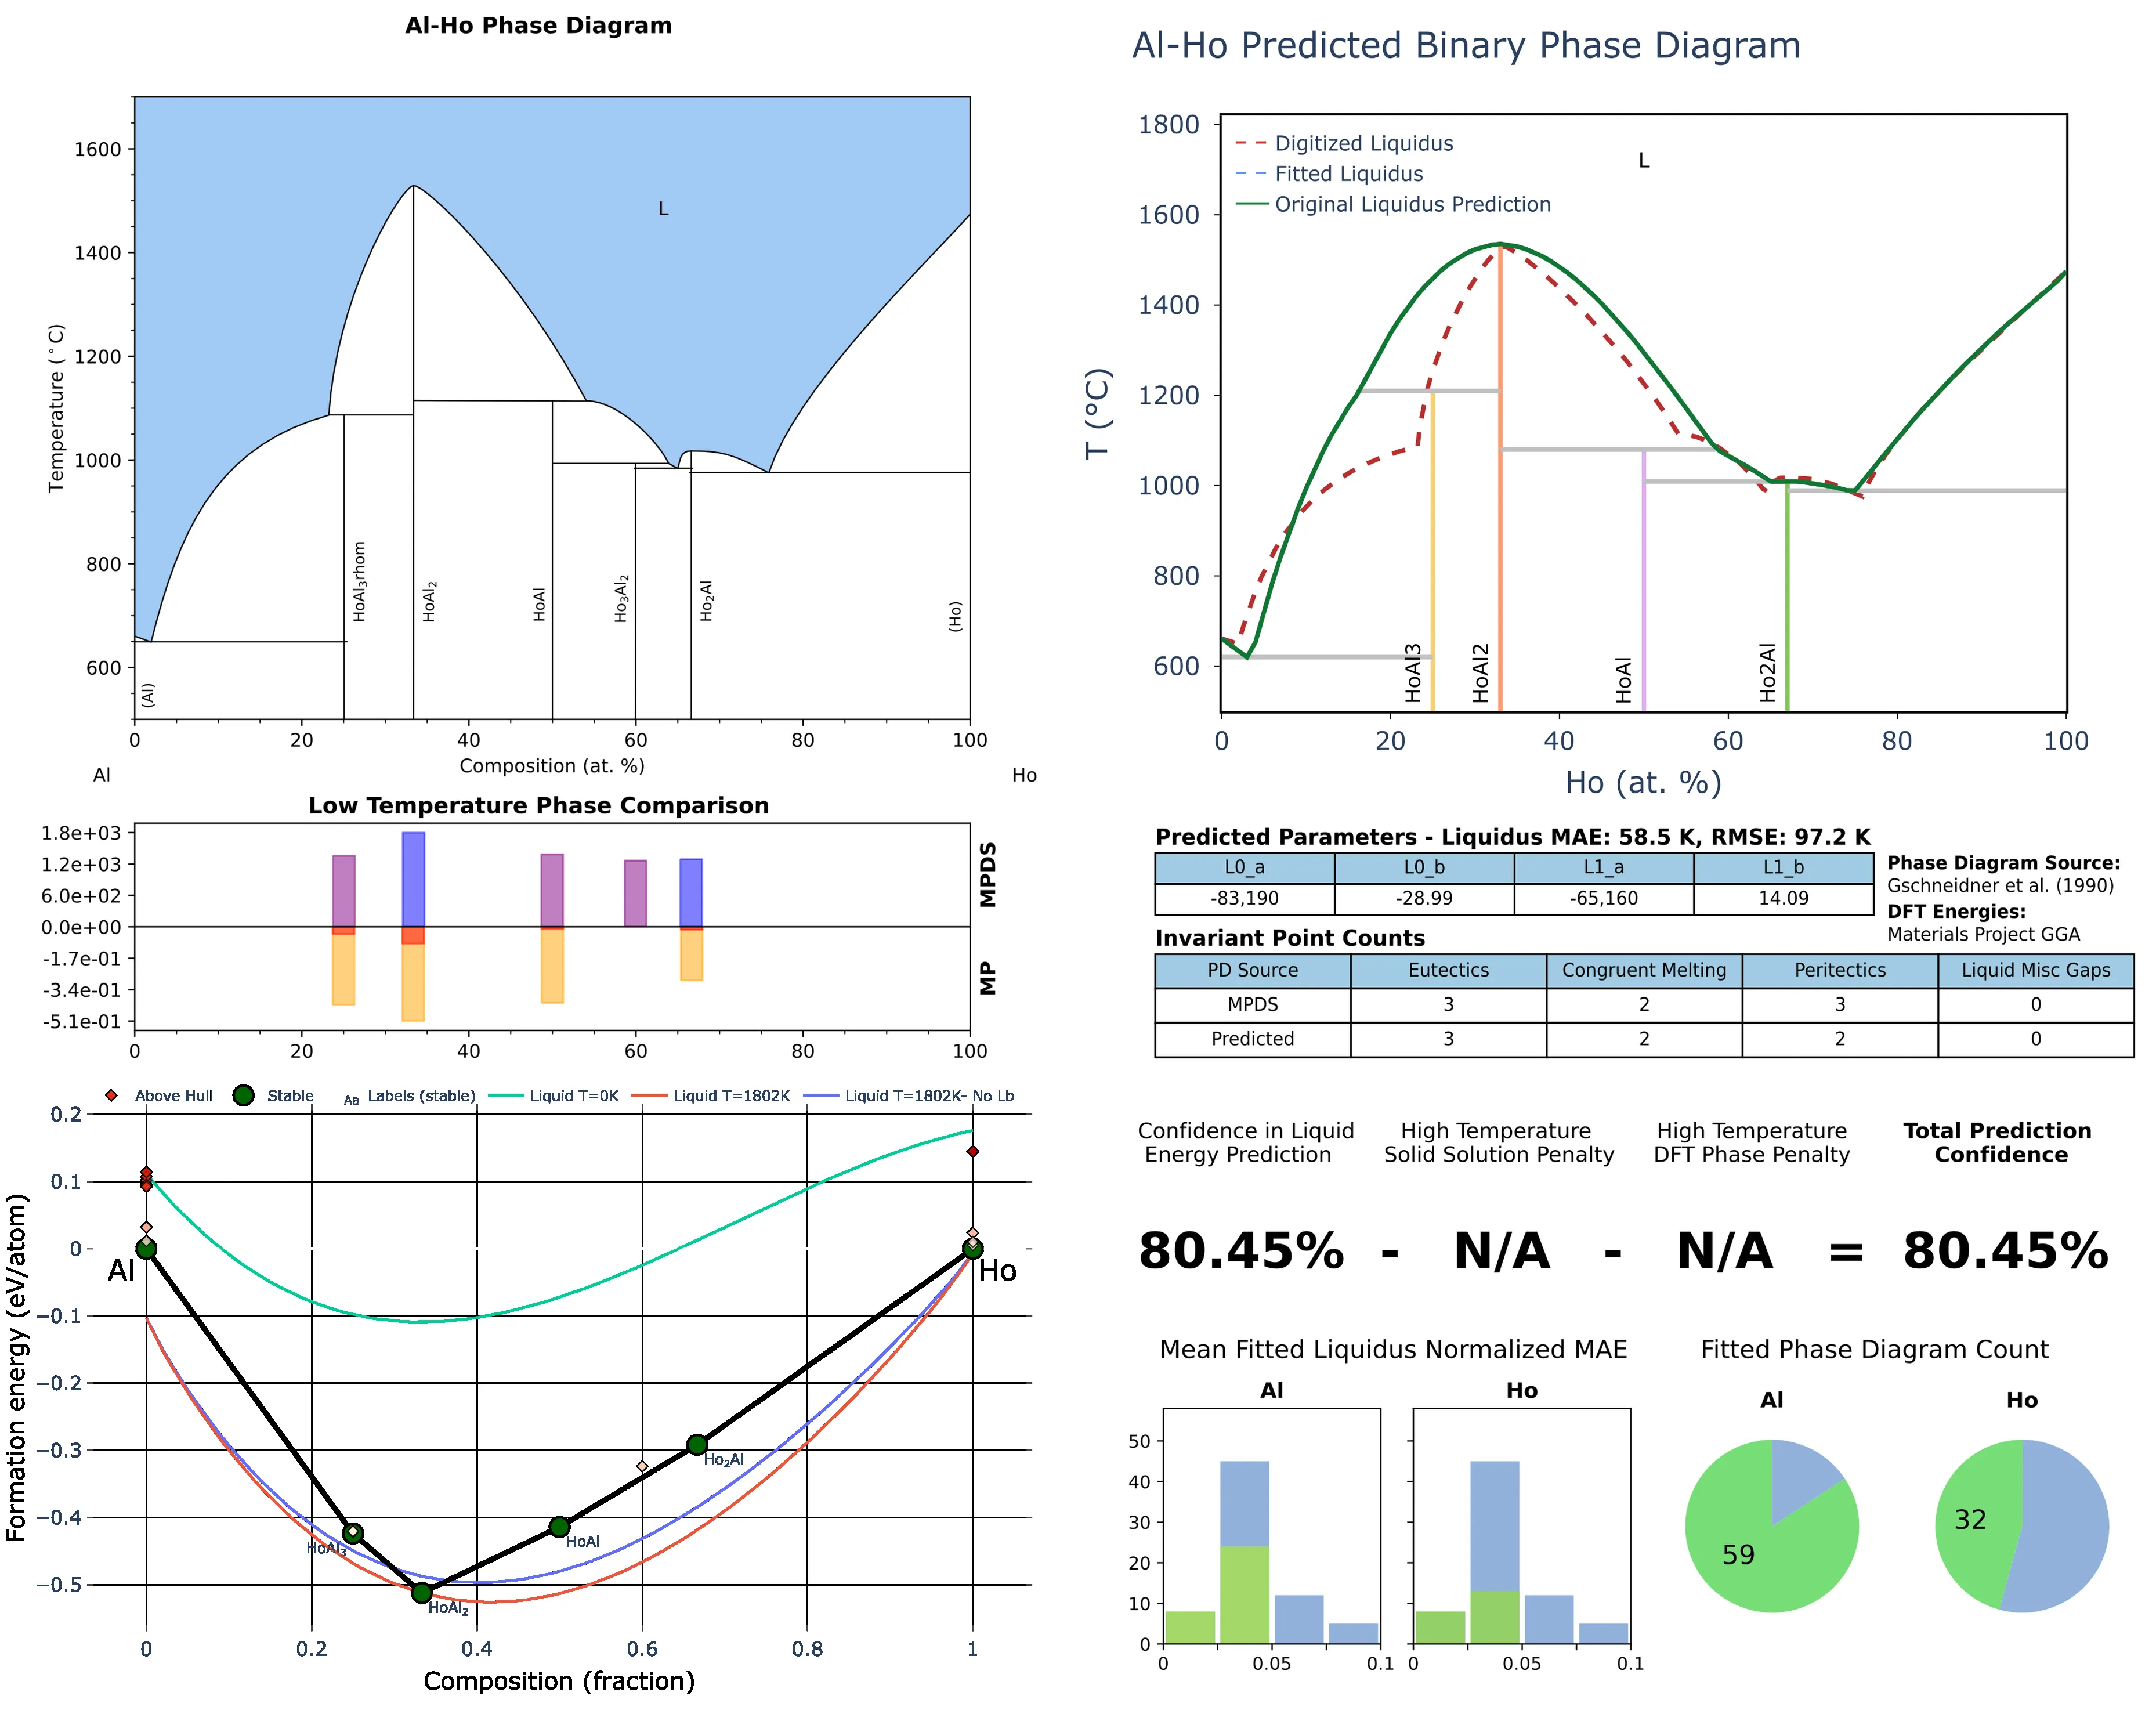 Al-Ho Phase Diagram
1600
1400
1200
1000
800
600
Temperature (°C)
L
HoAl₃rhom
HoAl₂
HoAl
Ho₃Al₂
Ho₂Al
(Ho)
(Al)
0 20 40 60 80 100
Composition (at. %)
Al Ho
Al-Ho Predicted Binary Phase Diagram
1800
1600
1400
1200
1000
800
600
T (°C)
Digitized Liquidus
Fitted Liquidus
Original Liquidus Prediction
L
HoAl3
HoAl2
HoAl
Ho2Al
0 20 40 60 80 100
Ho (at. %)
Low Temperature Phase Comparison
1.8e+03
1.2e+03
6.0e+02
0.0e+00
-1.7e-01
-3.4e-01
-5.1e-01
MPDS
MP
0 20 40 60 80 100
Predicted Parameters - Liquidus MAE: 58.5 K, RMSE: 97.2 K
L0_a L0_b L1_a L1_b
-83,190 -28.99 -65,160 14.09
Phase Diagram Source:
Gschneidner et al. (1990)
DFT Energies:
Materials Project GGA
Invariant Point Counts
PD Source Eutectics Congruent Melting Peritectics Liquid Misc Gaps
MPDS 3 2 3 0
Predicted 3 2 2 0
Above Hull Stable Aa Labels (stable) Liquid T=0K Liquid T=1802K Liquid T=1802K- No Lb
0.2
0.1
0
−0.1
−0.2
−0.3
−0.4
−0.5
Formation energy (eV/atom)
Al
Ho
HoAl₃
HoAl₂
HoAl
Ho₂Al
0 0.2 0.4 0.6 0.8 1
Composition (fraction)
Confidence in Liquid
Energy Prediction
High Temperature
Solid Solution Penalty
High Temperature
DFT Phase Penalty
Total Prediction
Confidence
80.45% - N/A - N/A = 80.45%
Mean Fitted Liquidus Normalized MAE
Al Ho
50
40
30
20
10
0
0 0.05 0.1 0 0.05 0.1
Fitted Phase Diagram Count
Al Ho
59
32